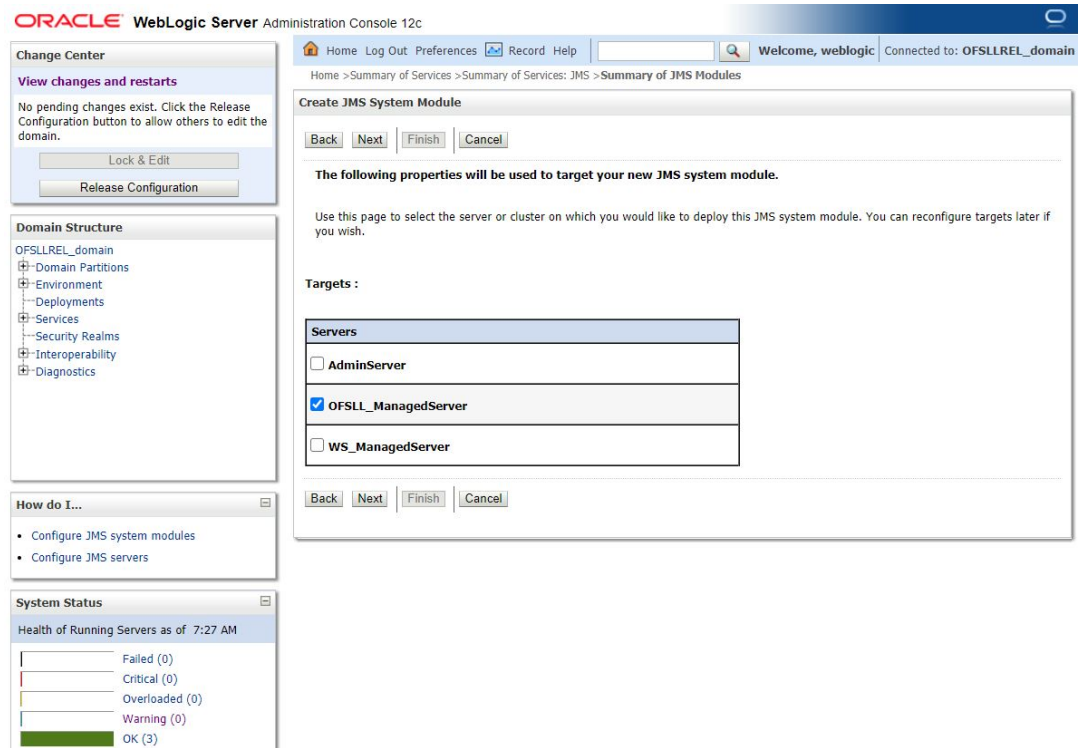 ORACLE WebLogic Server Administration Console 12c
Change Center
View changes and restarts
No pending changes exist. Click the Release
Configuration button to allow others to edit the
domain.
Lock & Edit
Release Configuration
Domain Structure
OFSLLREL_domain
Domain Partitions
Environment
Deployments
Services
Security Realms
Interoperability
Diagnostics
How do I...
Configure JMS system modules
Configure JMS servers
System Status
Health of Running Servers as of 7:27 AM
Failed (0)
Critical (0)
Overloaded (0)
Warning (0)
OK (3)
Home Log Out Preferences Record Help
Welcome, weblogic Connected to: OFSLLREL_domain
Home >Summary of Services >Summary of Services: JMS >Summary of JMS Modules
Create JMS System Module
Back Next Finish Cancel
The following properties will be used to target your new JMS system module.
Use this page to select the server or cluster on which you would like to deploy this JMS system module. You can reconfigure targets later if
you wish.
Targets :
Servers
AdminServer
OFSLL_ManagedServer
WS_ManagedServer
Back Next Finish Cancel